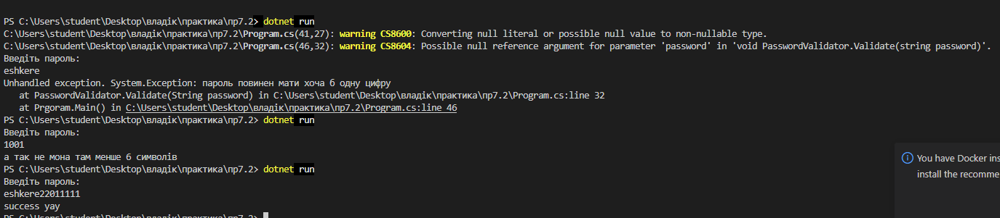 PS C:\Users\student\Desktop\владік\практика\пр7.2> dotnet run
C:\Users\student\Desktop\владік\практика\пр7.2\Program.cs(41,27): warning CS8600: Converting null literal or possible null value to non-nullable type.
C:\Users\student\Desktop\владік\практика\пр7.2\Program.cs(46,32): warning CS8604: Possible null reference argument for parameter 'password' in 'void PasswordValidator.Validate(string password)'.
Введіть пароль:
eshkere
Unhandled exception. System.Exception: пароль повинен мати хоча б одну цифру
   at PasswordValidator.Validate(String password) in C:\Users\student\Desktop\владік\практика\пр7.2\Program.cs:line 32
   at Prgoram.Main() in C:\Users\student\Desktop\владік\практика\пр7.2\Program.cs:line 46
PS C:\Users\student\Desktop\владік\практика\пр7.2> dotnet run
Введіть пароль:
1001
а так не мона там менше 6 символів
PS C:\Users\student\Desktop\владік\практика\пр7.2> dotnet run
Введіть пароль:
eshkere22011111
success yay
PS C:\Users\student\Desktop\владік\практика\пр7.2>
You have Docker ins
install the recomme